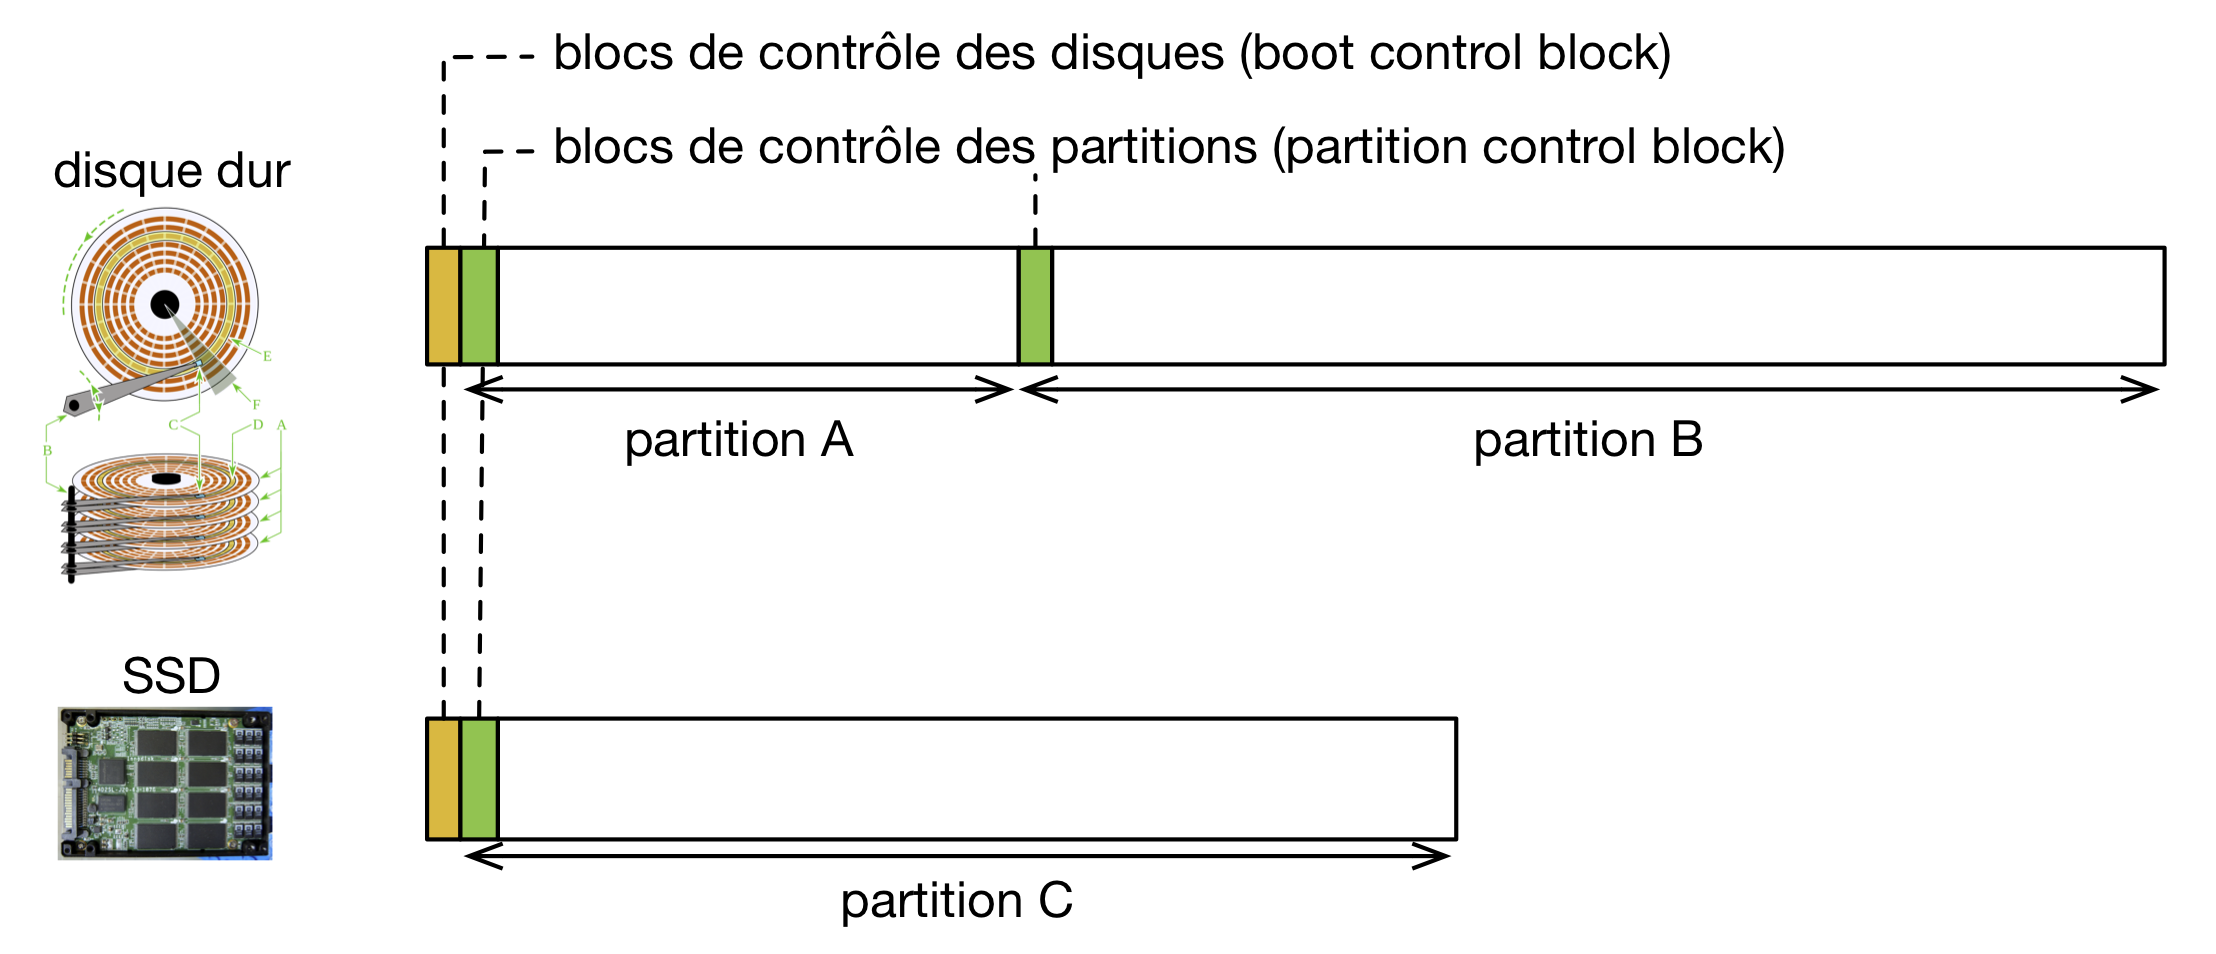 blocs de contrôle des disques (boot control block)
blocs de contrôle des partitions (partition control block)
disque dur
E
F
C
D
A
B
partition A
partition B
SSD
partition C